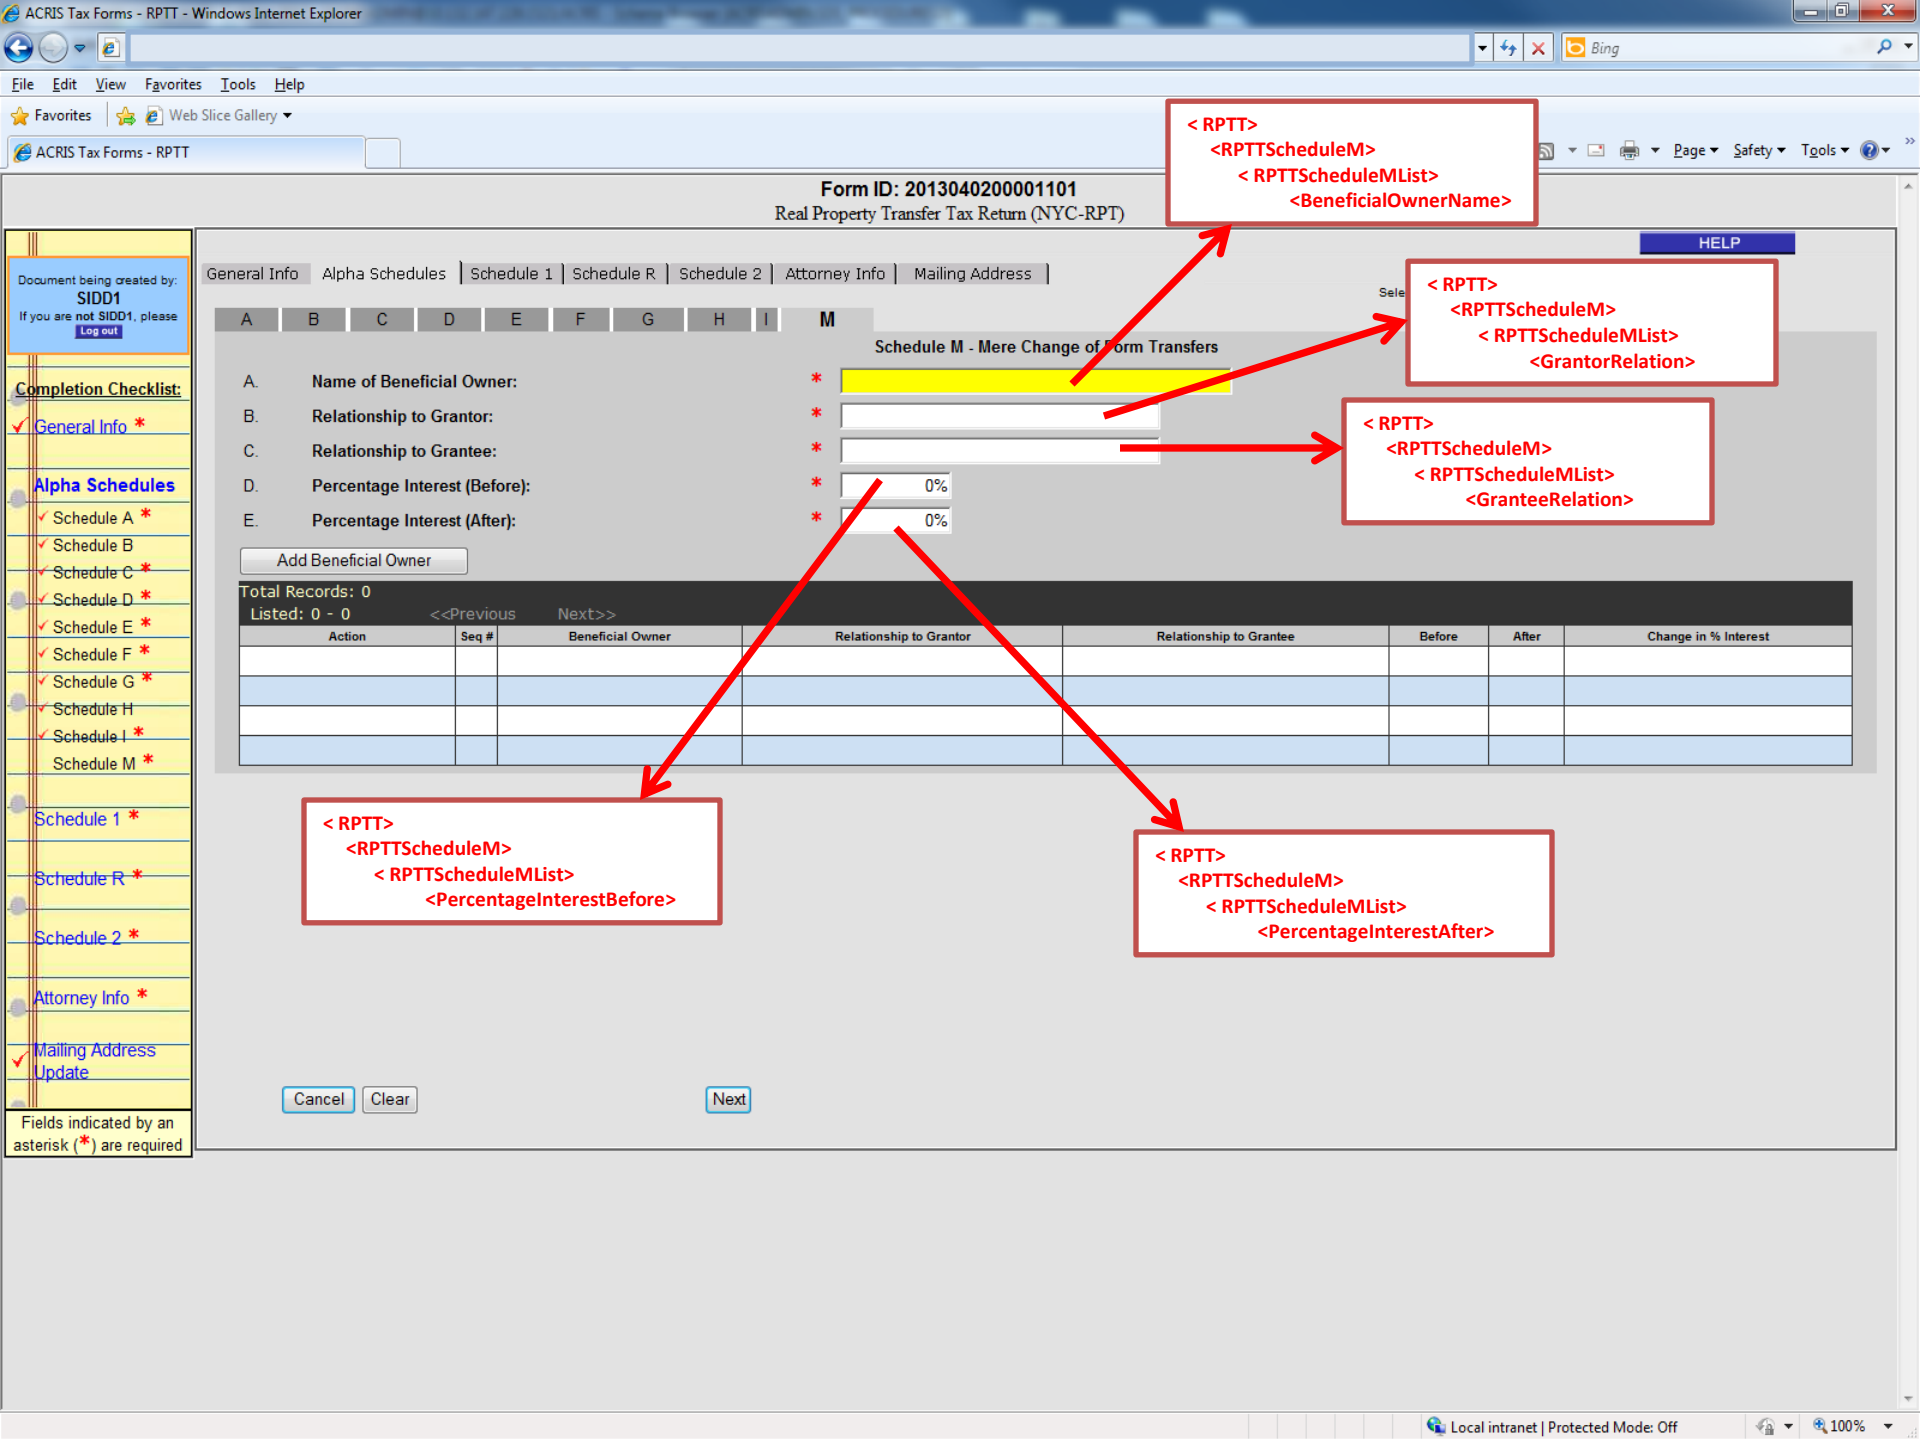 ACRIS Tax Forms - RPTT - Windows Internet Explorer
Bing
File Edit View Favorites Tools Help
Favorites Web Slice Gallery
ACRIS Tax Forms - RPTT
Page Safety Tools
Form ID: 2013040200001101
Real Property Transfer Tax Return (NYC-RPT)
< RPTT>
<RPTTScheduleM>
< RPTTScheduleMList>
<BeneficialOwnerName>
HELP
Document being created by:
SIDD1
If you are not SIDD1, please
Log out
General Info Alpha Schedules Schedule 1 Schedule R Schedule 2 Attorney Info Mailing Address
Sele
A B C D E F G H I M
Schedule M - Mere Change of Form Transfers
< RPTT>
<RPTTScheduleM>
< RPTTScheduleMList>
<GrantorRelation>
A. Name of Beneficial Owner: *
B. Relationship to Grantor: *
C. Relationship to Grantee: *
D. Percentage Interest (Before): * 0%
E. Percentage Interest (After): * 0%
< RPTT>
<RPTTScheduleM>
< RPTTScheduleMList>
<GranteeRelation>
Add Beneficial Owner
Total Records: 0
Listed: 0 - 0 <<Previous Next>>
Action Seq # Beneficial Owner Relationship to Grantor Relationship to Grantee Before After Change in % Interest
Completion Checklist:
General Info *
Alpha Schedules
Schedule A *
Schedule B
Schedule C *
Schedule D *
Schedule E *
Schedule F *
Schedule G *
Schedule H
Schedule I *
Schedule M *
Schedule 1 *
Schedule R *
Schedule 2 *
Attorney Info *
Mailing Address
Update
Fields indicated by an
asterisk (*) are required
< RPTT>
<RPTTScheduleM>
< RPTTScheduleMList>
<PercentageInterestBefore>
< RPTT>
<RPTTScheduleM>
< RPTTScheduleMList>
<PercentageInterestAfter>
Cancel Clear Next
Local intranet | Protected Mode: Off 100%